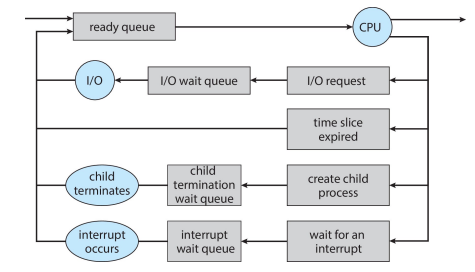 ready queue
CPU
I/O
I/O wait queue
I/O request
time slice
expired
child
terminates
child
termination
wait queue
create child
process
interrupt
occurs
interrupt
wait queue
wait for an
interrupt